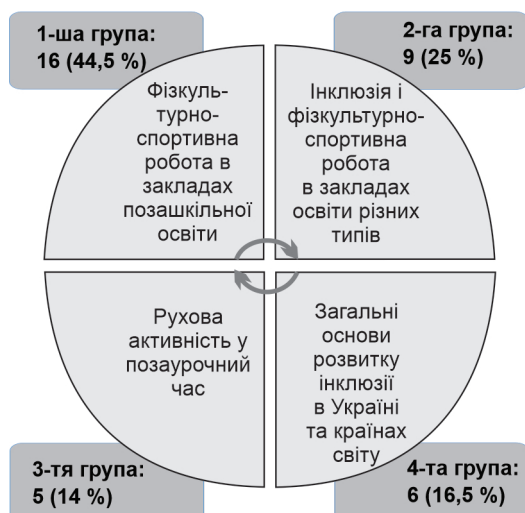 1-ша група:
16 (44,5 %)
2-га група:
9 (25 %)
Фізкуль-
турно-
спортивна
робота в
закладах
позашкільної
освіти
Інклюзія і
фізкультурно-
спортивна
робота
в закладах
освіти різних
типів
Рухова
активність у
позаурочний
час
Загальні
основи
розвитку
інклюзії
в Україні
та країнах
світу
3-тя група:
5 (14 %)
4-та група:
6 (16,5 %)